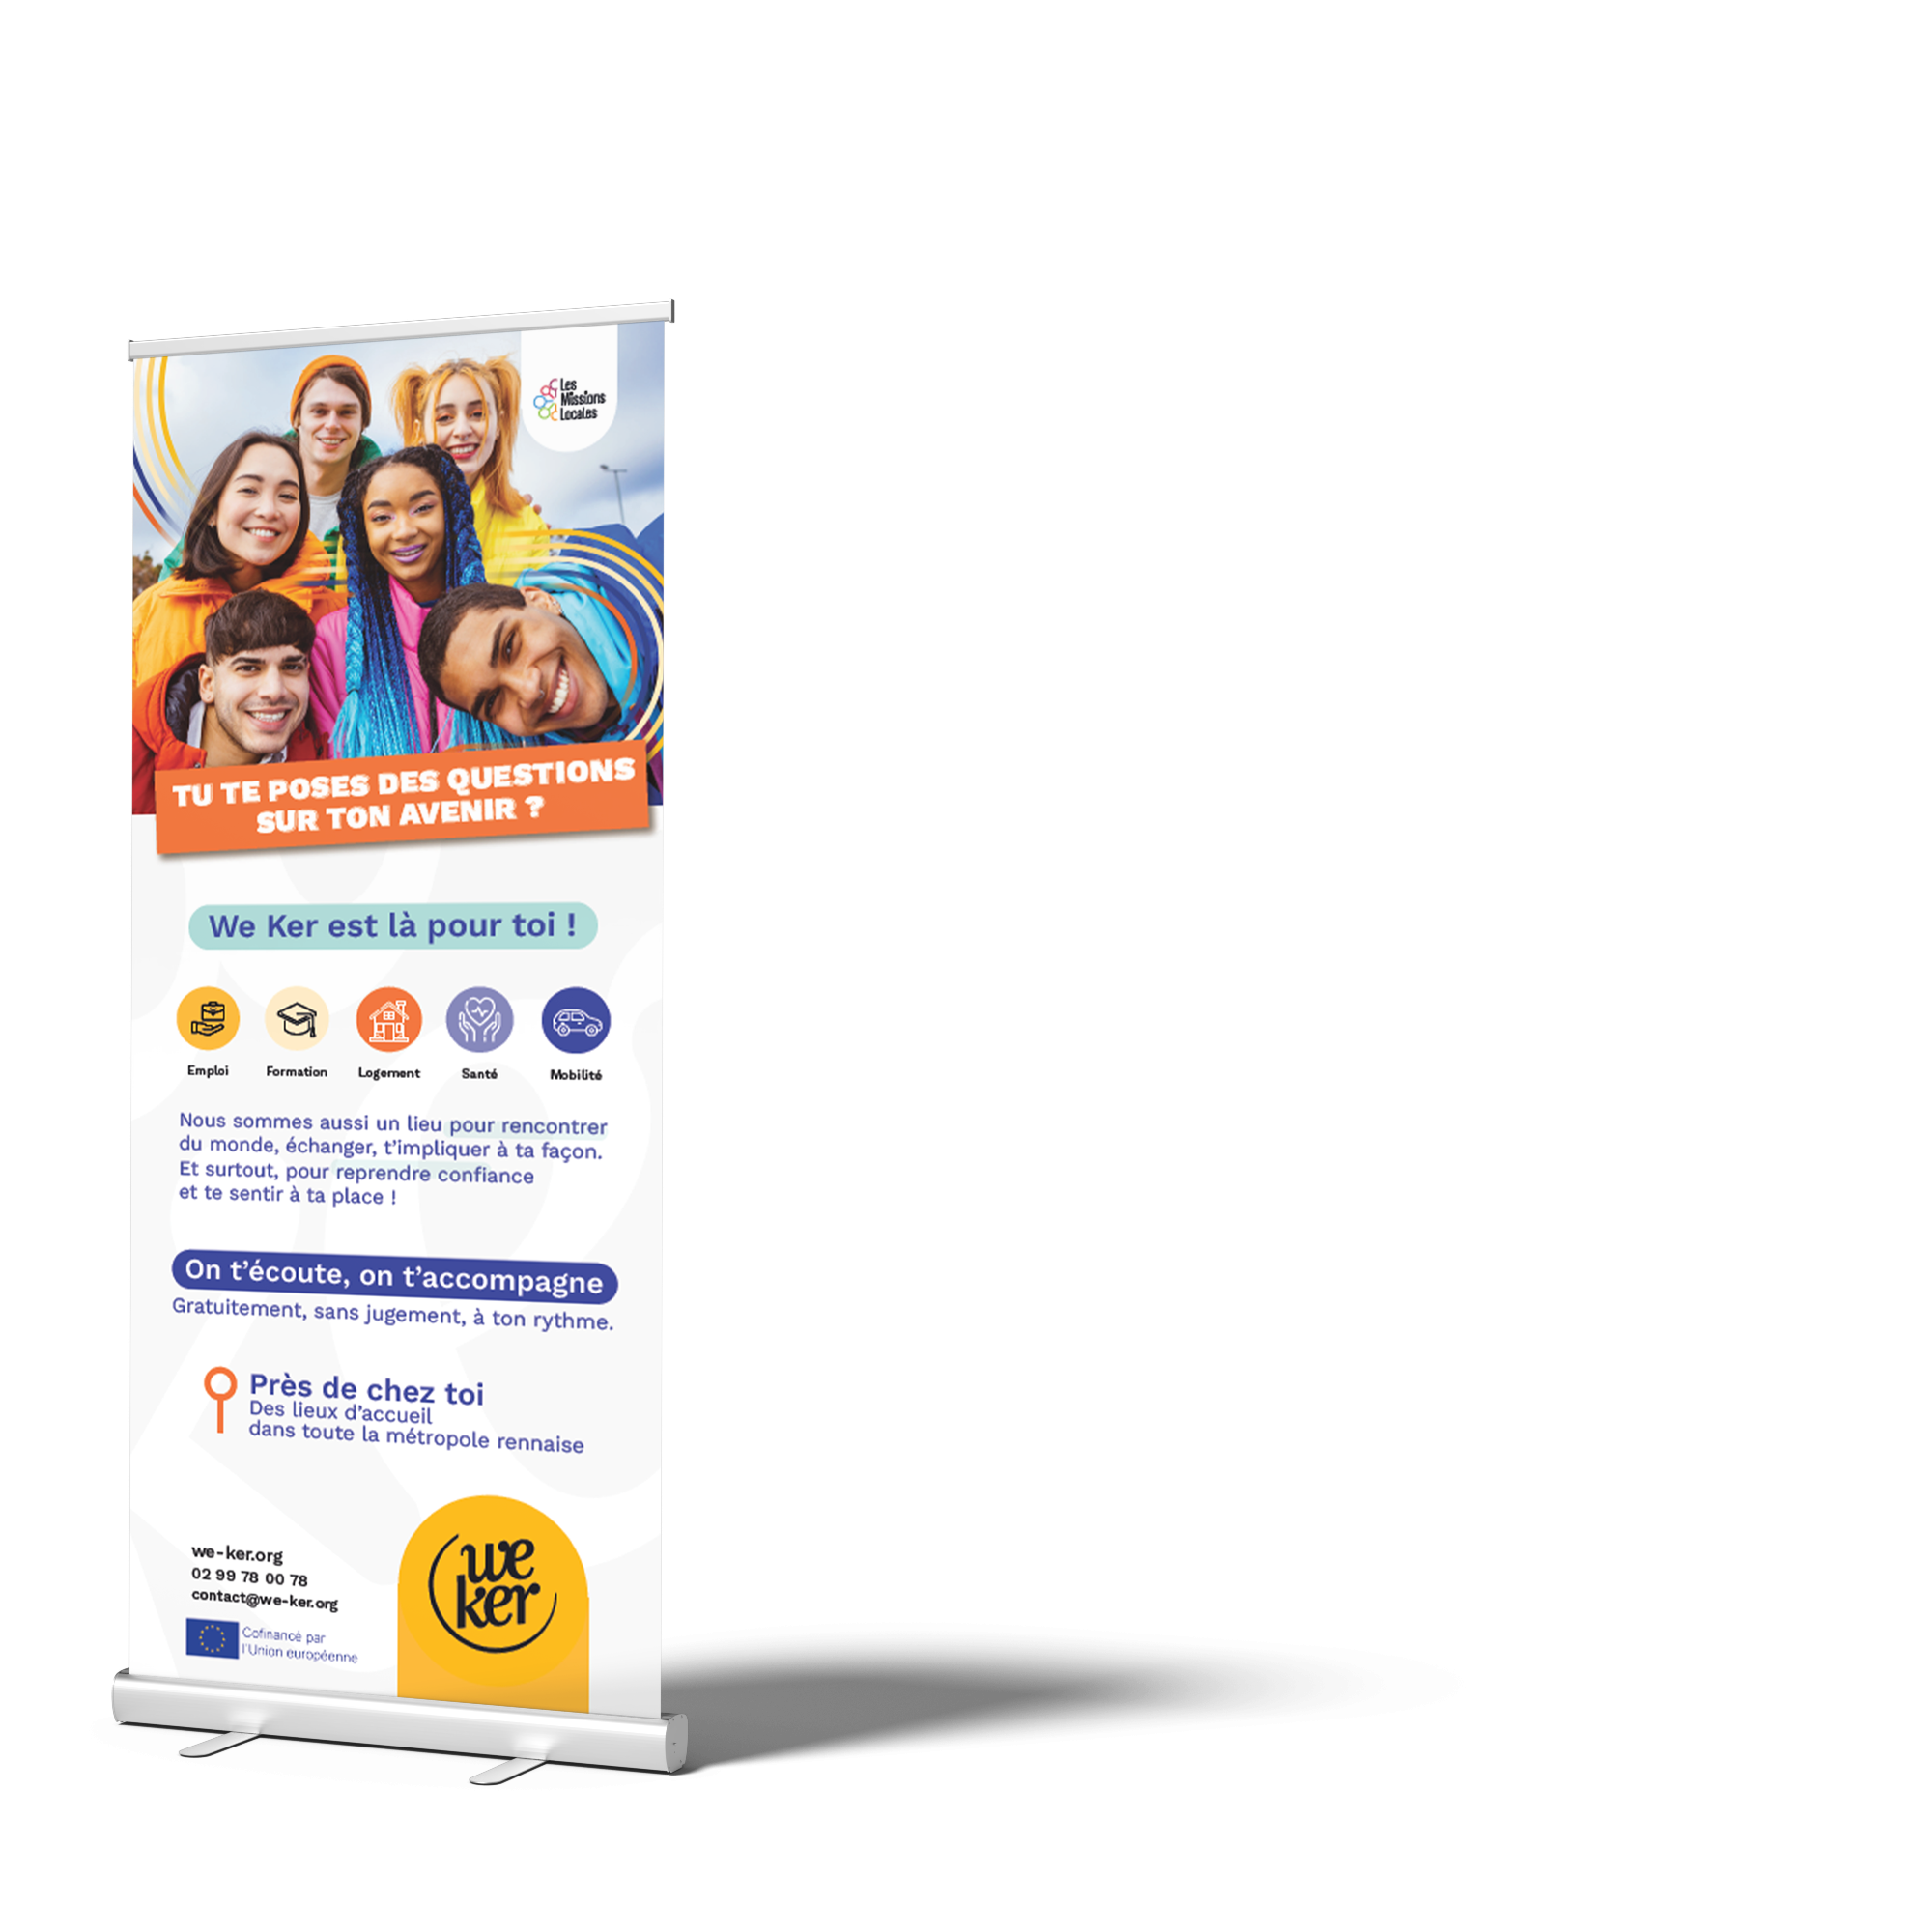 Les
Missions
Locales
TU TE POSES DES QUESTIONS
SUR TON AVENIR ?
We Ker est là pour toi !
Emploi
Formation
Logement
Santé
Mobilité
Nous sommes aussi un lieu pour rencontrer
du monde, échanger, t'impliquer à ta façon.
Et surtout, pour reprendre confiance
et te sentir à ta place !
On t'écoute, on t'accompagne
Gratuitement, sans jugement, à ton rythme.
Près de chez toi
Des lieux d'accueil
dans toute la métropole rennaise
we-ker.org
02 99 78 00 78
contact@we-ker.org
Cofinancé par
l'Union européenne
we
ker